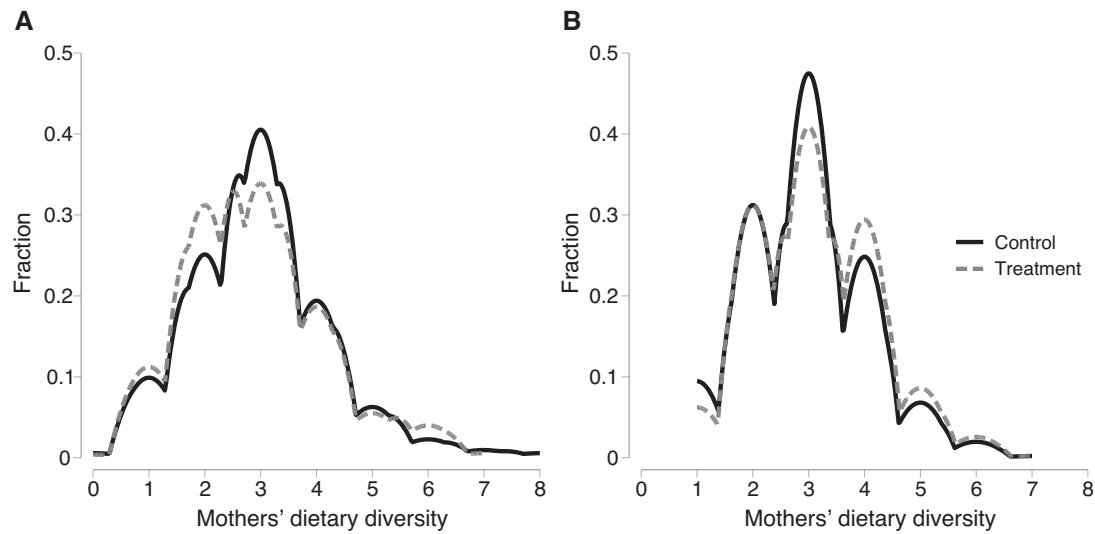 A
B
0.5
0.4
0.3
0.2
0.1
0
Fraction
0 1 2 3 4 5 6 7 8
Mothers’ dietary diversity
0.5
0.4
0.3
0.2
0.1
0
Fraction
0 1 2 3 4 5 6 7 8
Mothers’ dietary diversity
Control
Treatment